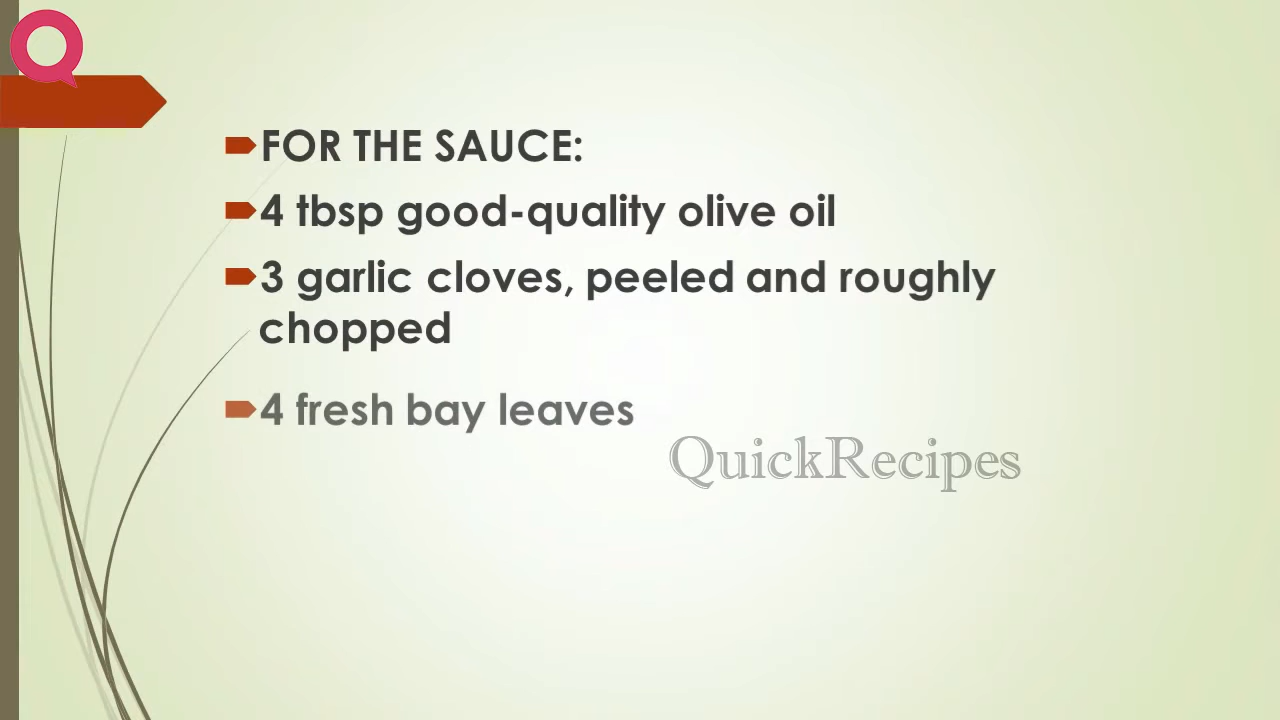 FOR THE SAUCE:
4 tbsp good-quality olive oil
3 garlic cloves, peeled and roughly
chopped
4 fresh bay leaves
QuickRecipes